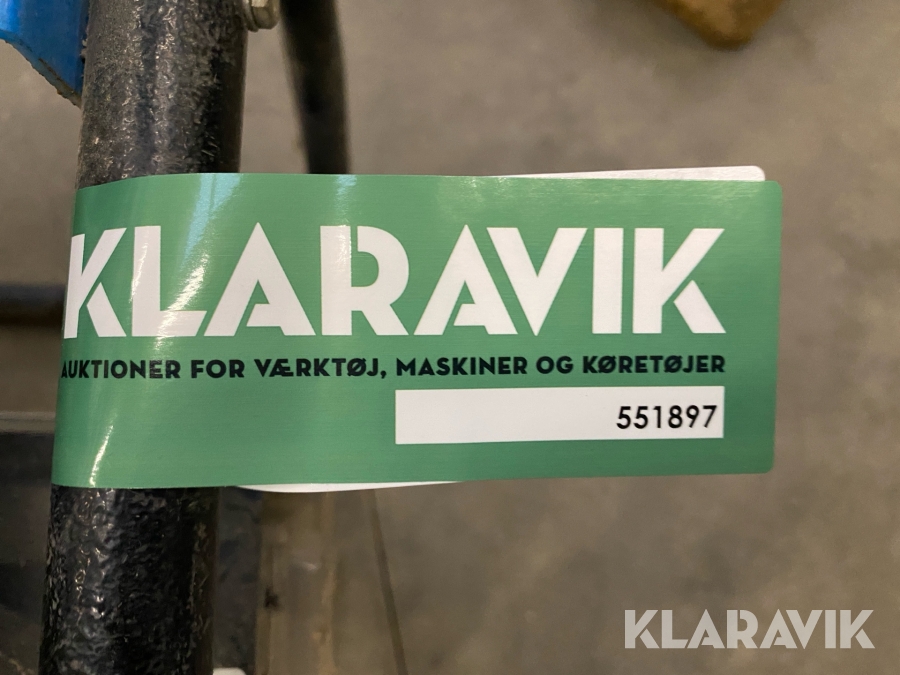 KLARAVIK
AUKTIONER FOR VÆRKTØJ, MASKINER OG KØRETØJER
551897
KLARAVIK